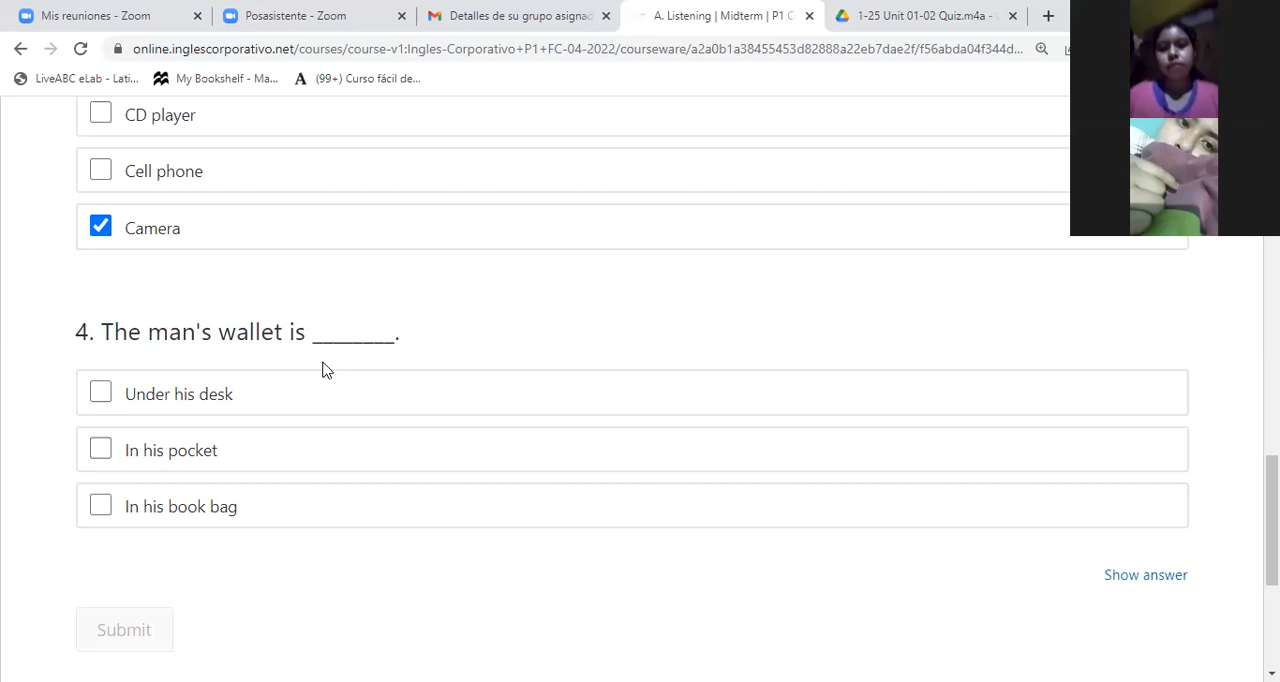 Mis reuniones - Zoom
Posasistente - Zoom
Detalles de su grupo asignad
A. Listening | Midterm | P1 C
1-25 Unit 01-02 Quiz.m4a -
online.inglescorporativo.net/courses/course-v1:Ingles-Corporativo+P1+FC-04-2022/courseware/a2a0b1a38455453d82888a22eb7dae2f/f56abda04f344d...
LiveABC eLab - Lati...
My Bookshelf - Ma...
(99+) Curso fácil de...
CD player
Cell phone
Camera
4. The man's wallet is ________.
Under his desk
In his pocket
In his book bag
Show answer
Submit